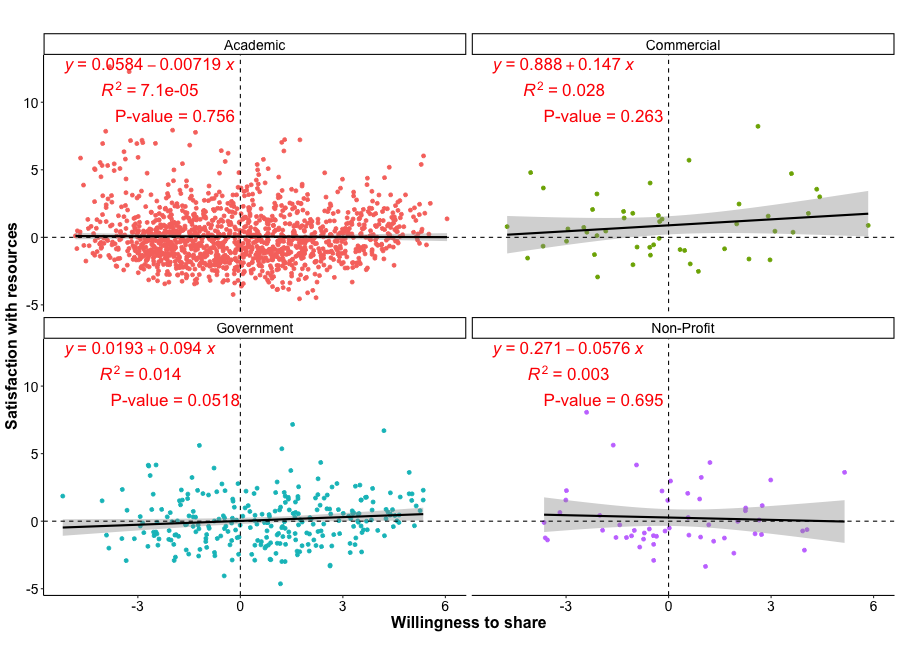 Academic
y = 0.0584 − 0.00719 x
R² = 7.1e-05
P-value = 0.756
Commercial
y = 0.888 + 0.147 x
R² = 0.028
P-value = 0.263
10
5
0
-5
Government
y = 0.0193 + 0.094 x
R² = 0.014
P-value = 0.0518
Non-Profit
y = 0.271 − 0.0576 x
R² = 0.003
P-value = 0.695
10
5
0
-5
-3 0 3 6
-3 0 3 6
Willingness to share
Satisfaction with resources